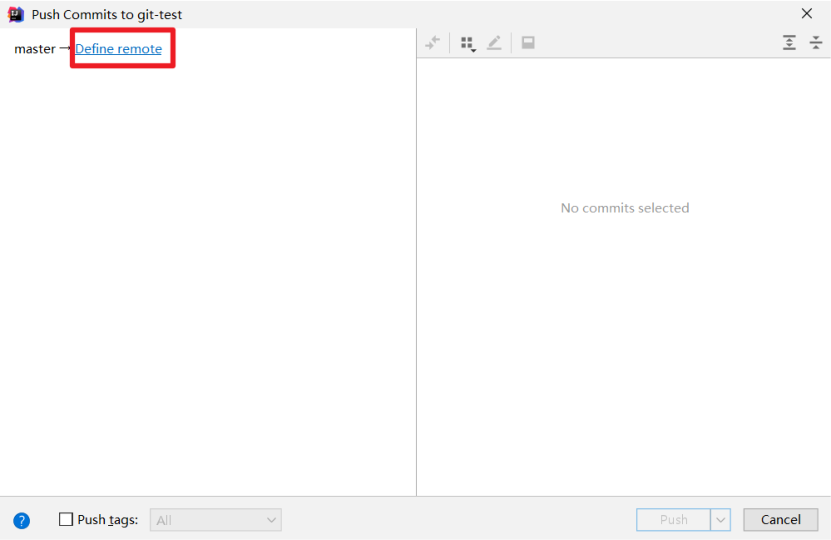 Push Commits to git-test
master → Define remote
No commits selected
? Push tags: All Push Cancel